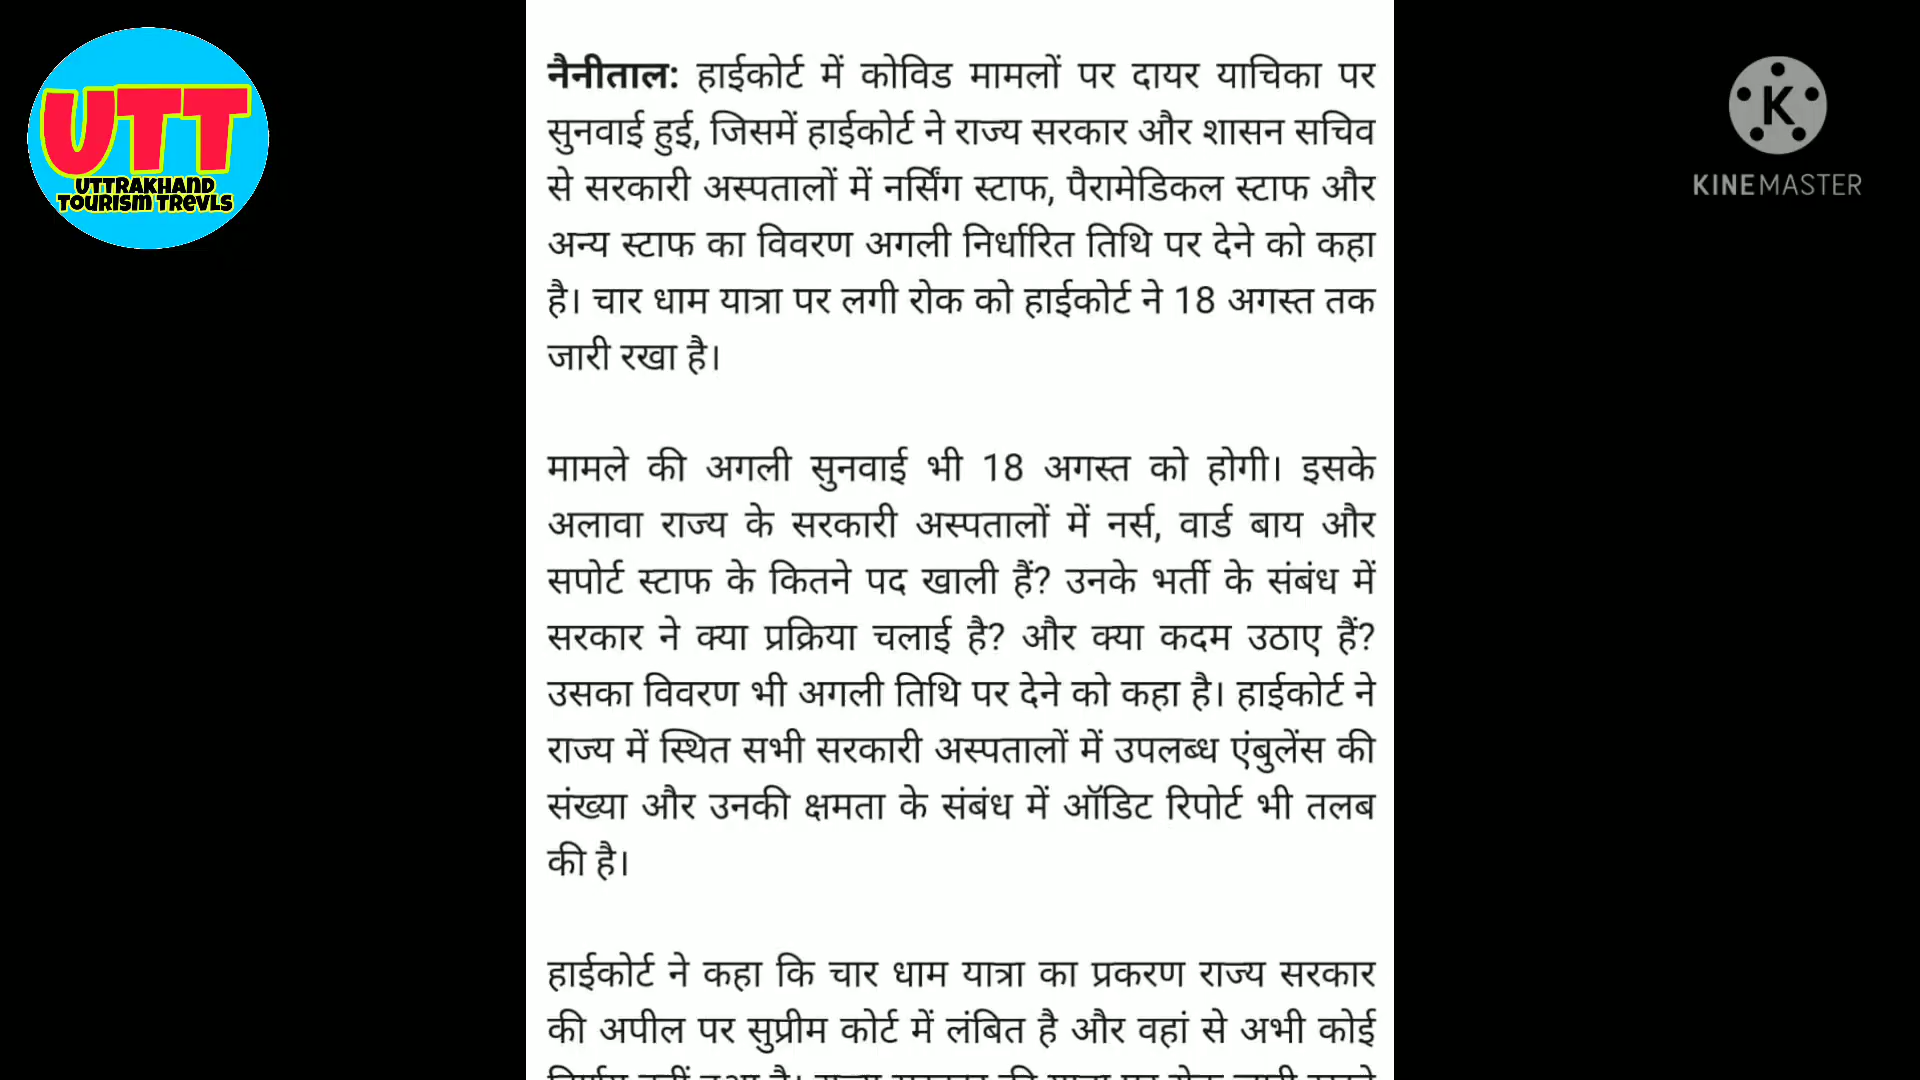 UTT
UTTRAKHAND
TOURISM TREVLS
K
KINEMASTER
नैनीताल: हाईकोर्ट में कोविड मामलों पर दायर याचिका पर
सुनवाई हुई, जिसमें हाईकोर्ट ने राज्य सरकार और शासन सचिव
से सरकारी अस्पतालों में नर्सिंग स्टाफ, पैरामेडिकल स्टाफ और
अन्य स्टाफ का विवरण अगली निर्धारित तिथि पर देने को कहा
है। चार धाम यात्रा पर लगी रोक को हाईकोर्ट ने 18 अगस्त तक
जारी रखा है।
मामले की अगली सुनवाई भी 18 अगस्त को होगी। इसके
अलावा राज्य के सरकारी अस्पतालों में नर्स, वार्ड बाय और
सपोर्ट स्टाफ के कितने पद खाली हैं? उनके भर्ती के संबंध में
सरकार ने क्या प्रक्रिया चलाई है? और क्या कदम उठाए हैं?
उसका विवरण भी अगली तिथि पर देने को कहा है। हाईकोर्ट ने
राज्य में स्थित सभी सरकारी अस्पतालों में उपलब्ध एंबुलेंस की
संख्या और उनकी क्षमता के संबंध में ऑडिट रिपोर्ट भी तलब
की है।
हाईकोर्ट ने कहा कि चार धाम यात्रा का प्रकरण राज्य सरकार
की अपील पर सुप्रीम कोर्ट में लंबित है और वहां से अभी कोई